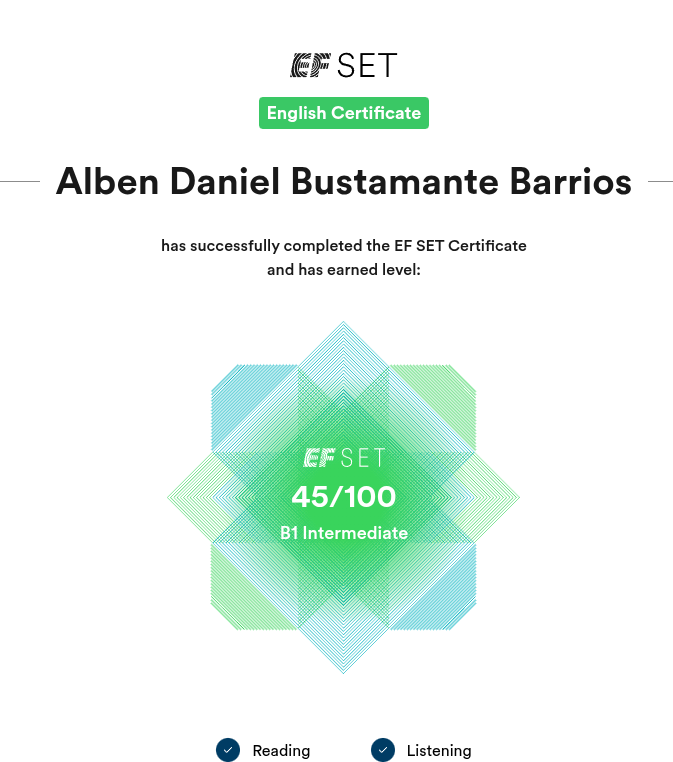 EF SET
English Certificate
Alben Daniel Bustamante Barrios
has successfully completed the EF SET Certificate
and has earned level:
EF SET
45/100
B1 Intermediate
Reading Listening